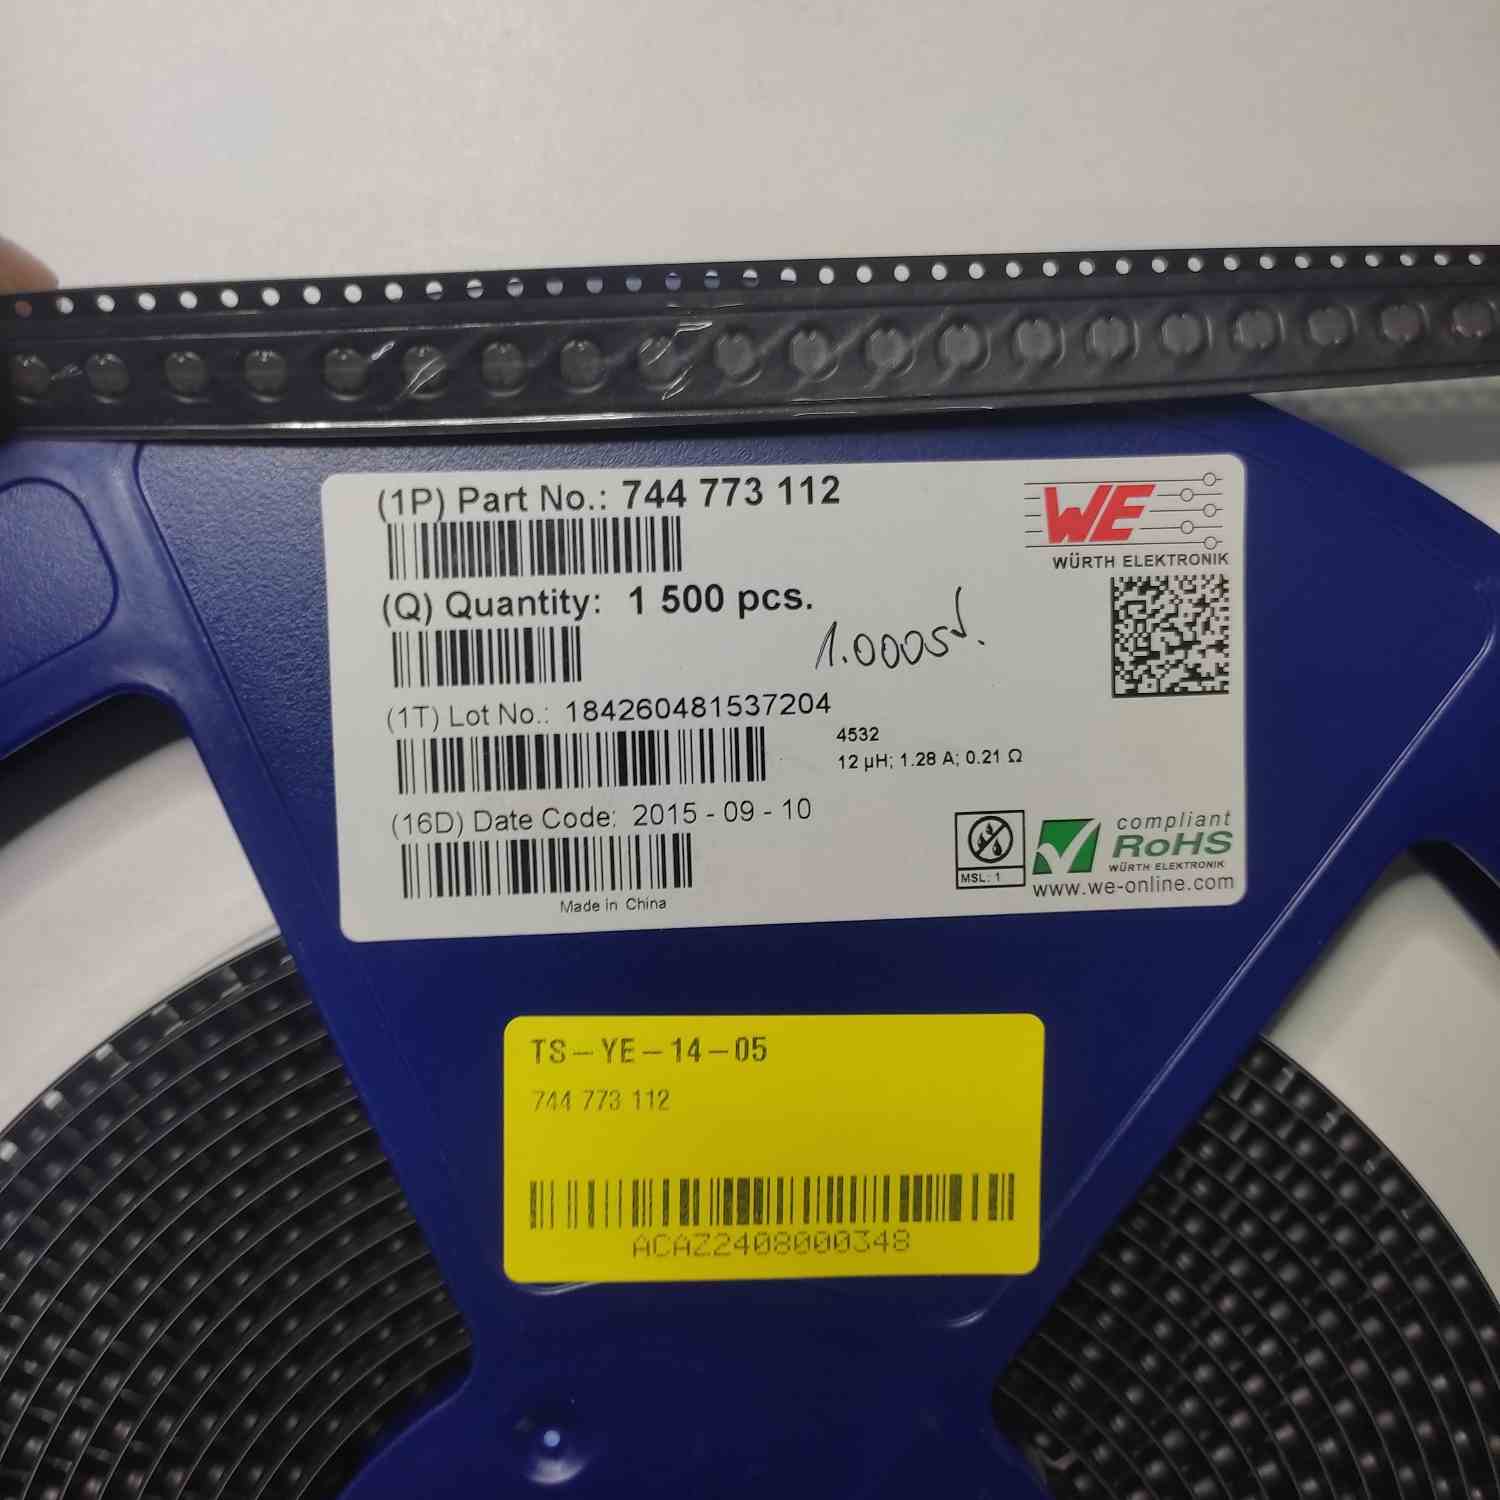 (1P) Part No.: 744 773 112
WE
WÜRTH ELEKTRONIK
(Q) Quantity: 1 500 pcs.
1.000St.
(1T) Lot No.: 184260481537204
4532
12 µH; 1.28 A; 0.21 Ω
(16D) Date Code: 2015 - 09 - 10
Made in China
MSL: 1
compliant
RoHS
WÜRTH ELEKTRONIK
www.we-online.com
TS-YE-14-05
744 773 112
ACAZ2408000348